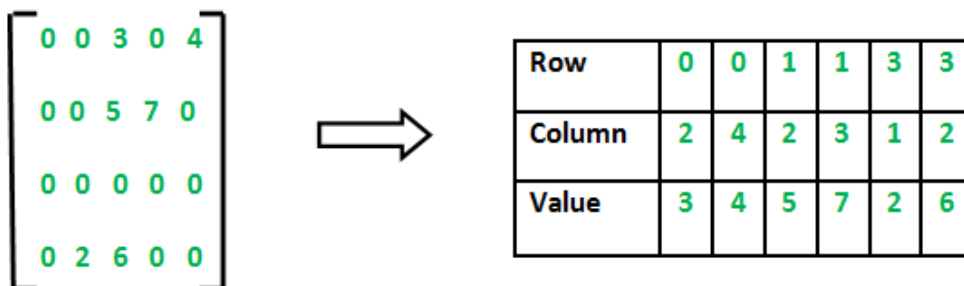 0 0 3 0 4
0 0 5 7 0
0 0 0 0 0
0 2 6 0 0
Row 0 0 1 1 3 3
Column 2 4 2 3 1 2
Value 3 4 5 7 2 6